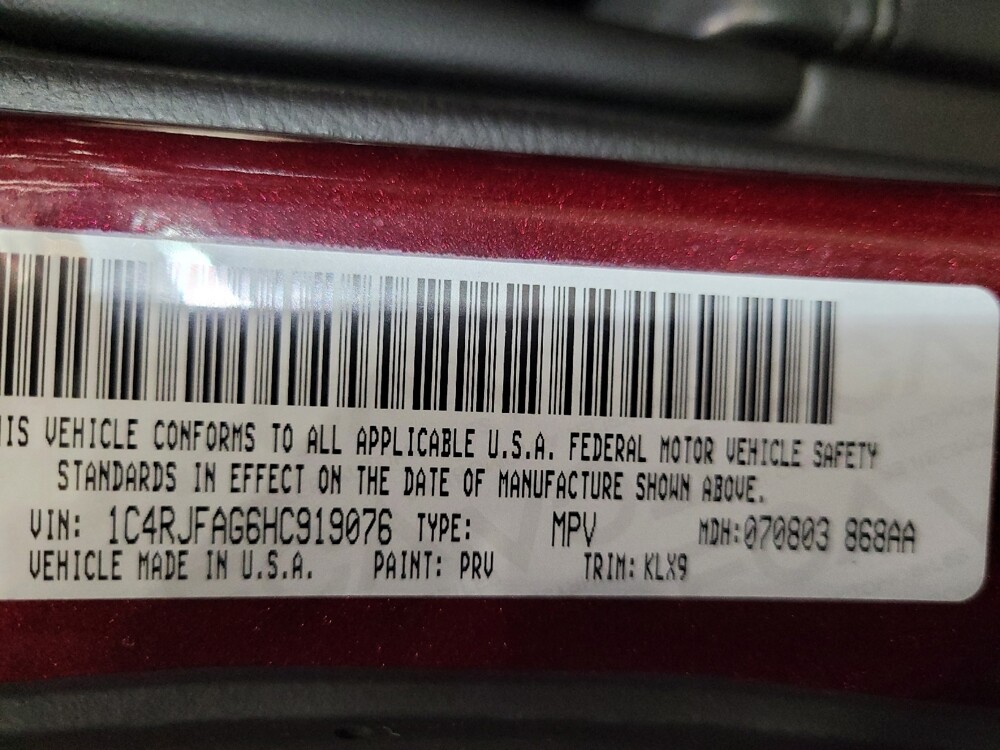 HIS VEHICLE CONFORMS TO ALL APPLICABLE U.S.A. FEDERAL MOTOR VEHICLE SAFETY
STANDARDS IN EFFECT ON THE DATE OF MANUFACTURE SHOWN ABOVE.
VIN: 1C4RJFAG6HC919076 TYPE: MPV MDH:070803 868AA
VEHICLE MADE IN U.S.A. PAINT: PRV TRIM: KLX9